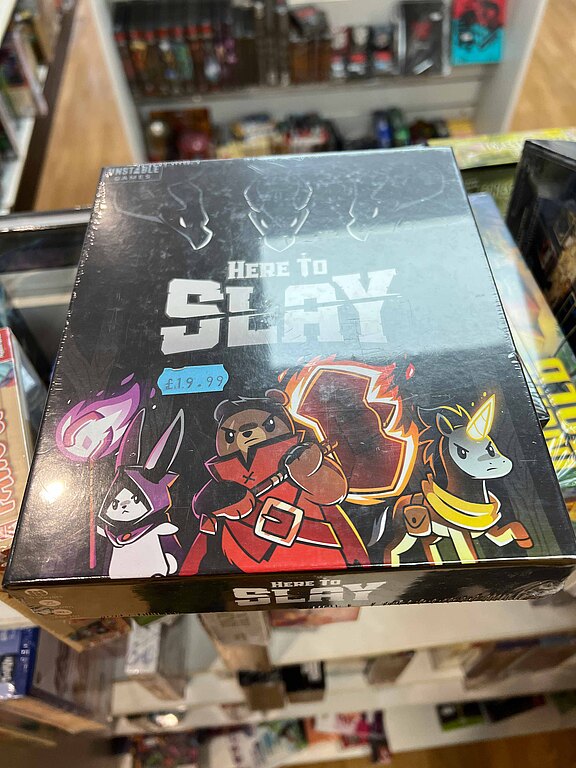 UNSTABLE
GAMES
HERE TO
SLAY
£19.99
HERE TO
SLAY